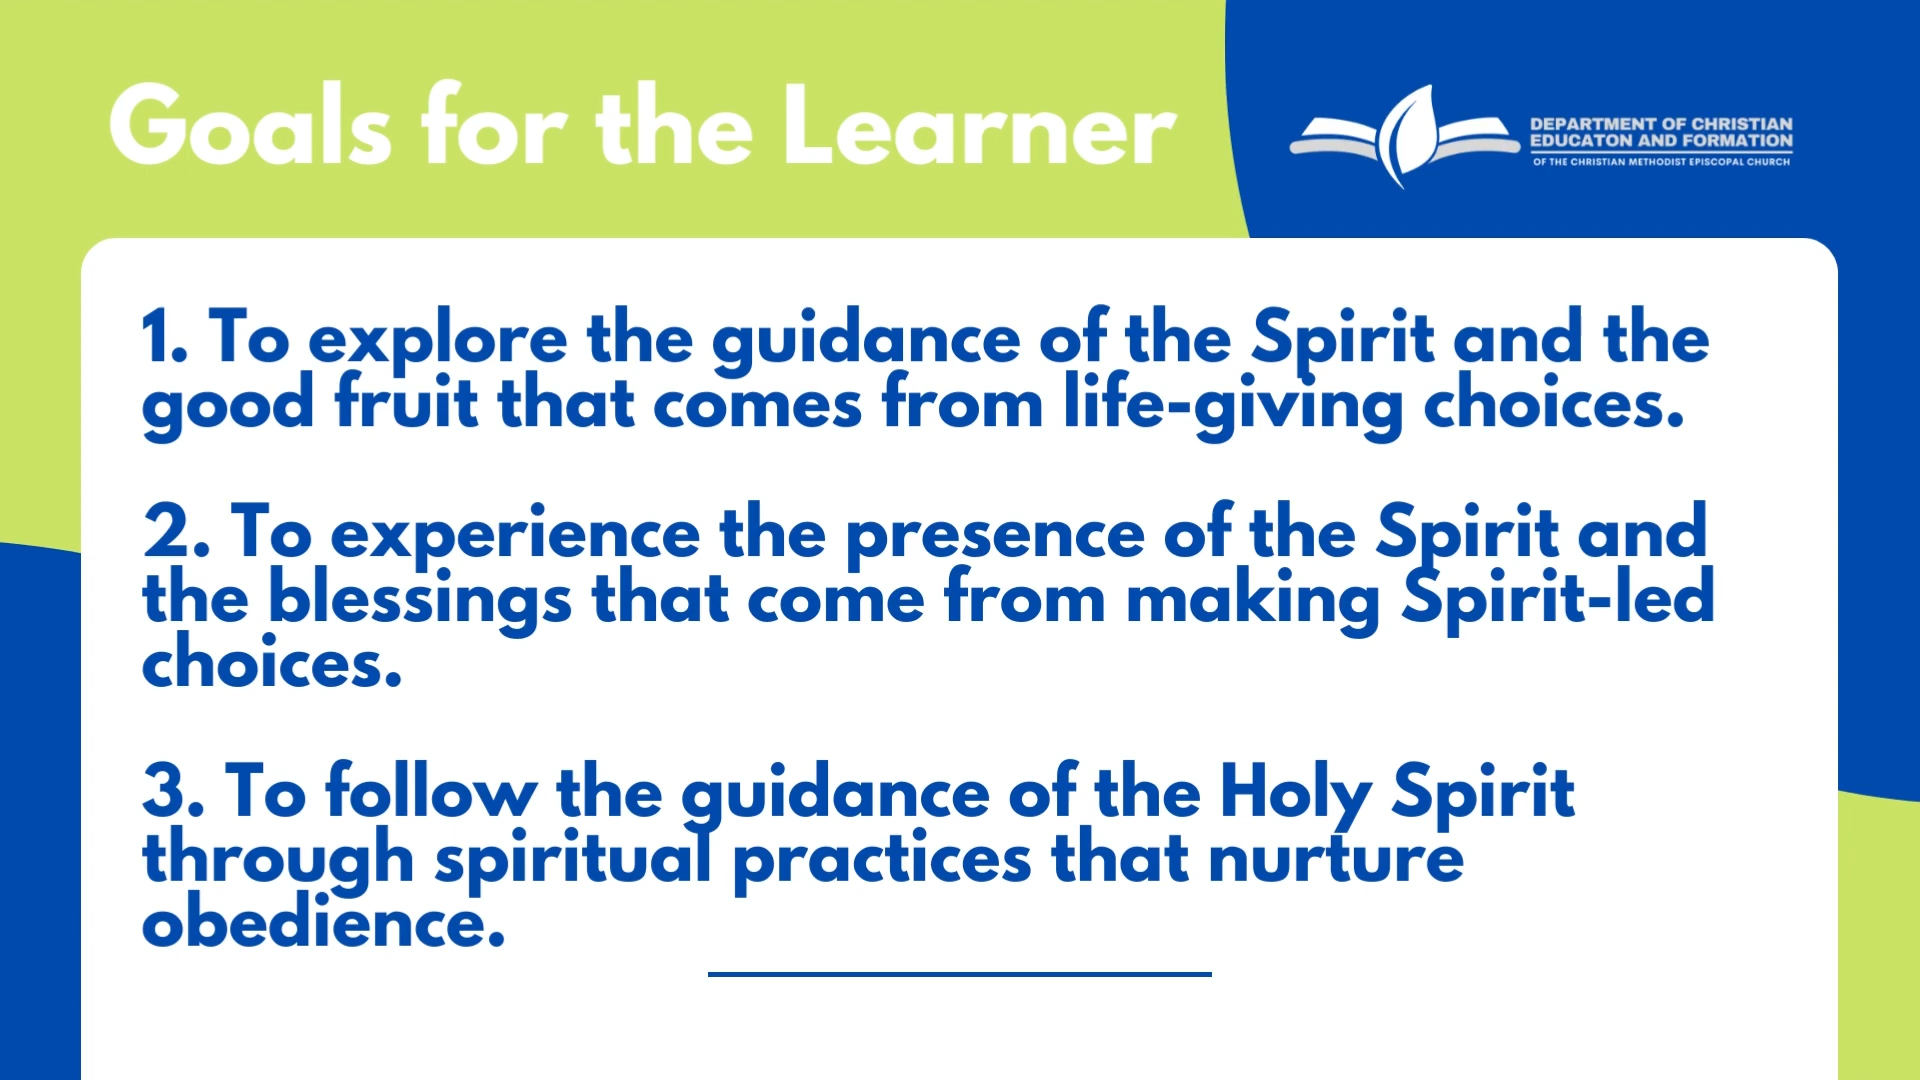 Goals for the Learner
DEPARTMENT OF CHRISTIAN
EDUCATON AND FORMATION
OF THE CHRISTIAN METHODIST EPISCOPAL CHURCH
1. To explore the guidance of the Spirit and the
good fruit that comes from life-giving choices.
2. To experience the presence of the Spirit and
the blessings that come from making Spirit-led
choices.
3. To follow the guidance of the Holy Spirit
through spiritual practices that nurture
obedience.